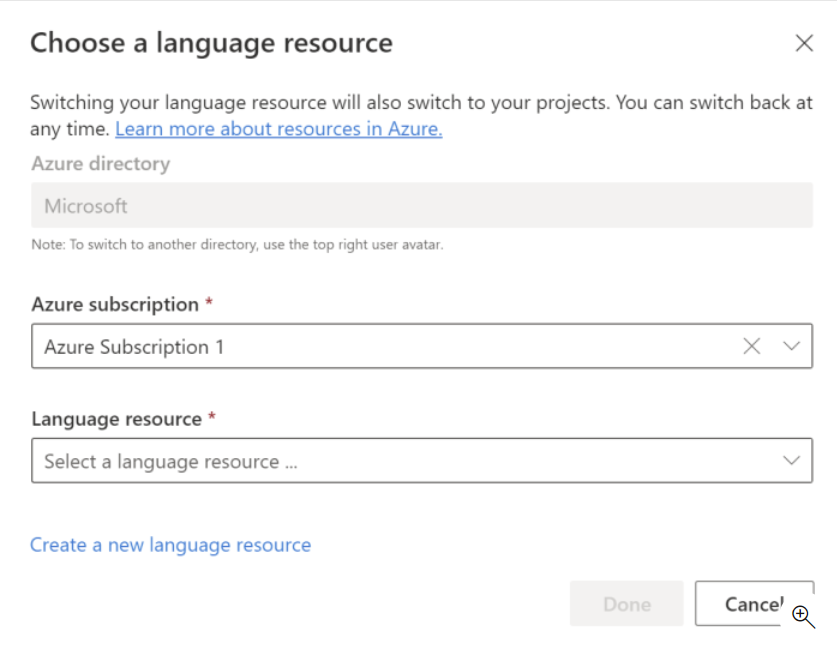 Choose a language resource
Switching your language resource will also switch to your projects. You can switch back at
any time. Learn more about resources in Azure.
Azure directory
Microsoft
Note: To switch to another directory, use the top right user avatar.
Azure subscription *
Azure Subscription 1
Language resource *
Select a language resource ...
Create a new language resource
Done
Cancel